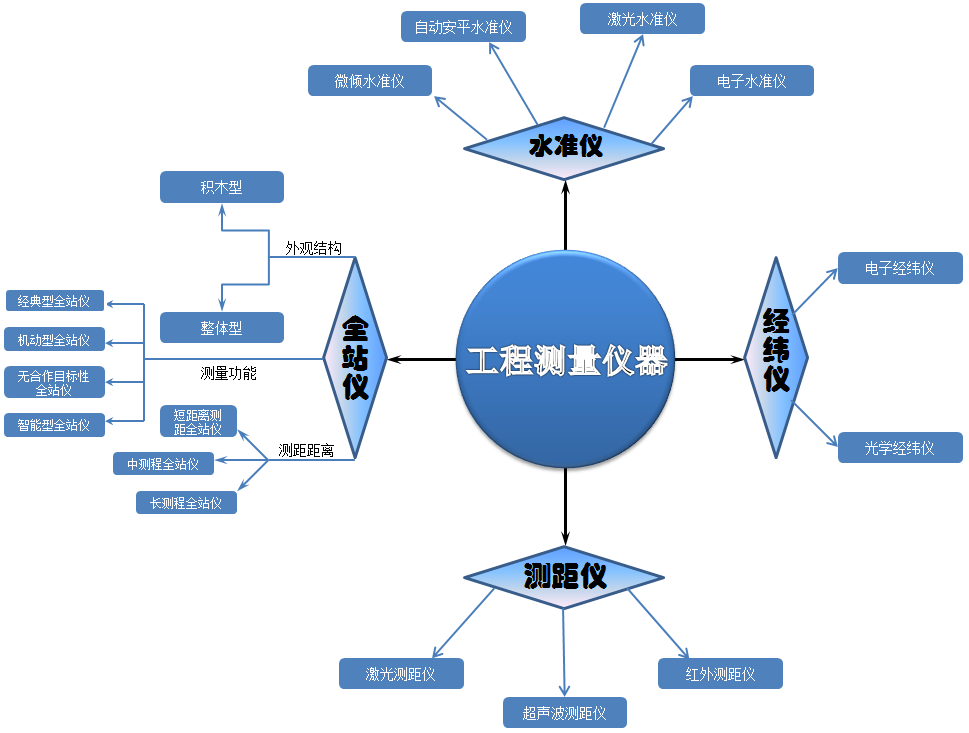 激光水准仪
自动安平水准仪
微倾水准仪
电子水准仪
水准仪
积木型
外观结构
整体型
经典型全站仪
机动型全站仪
无合作目标性
全站仪
智能型全站仪
测量功能
短距离测
距全站仪
测距距离
中测程全站仪
长测程全站仪
全
站
仪
工程测量仪器
电子经纬仪
经
纬
仪
光学经纬仪
测距仪
激光测距仪
红外测距仪
超声波测距仪